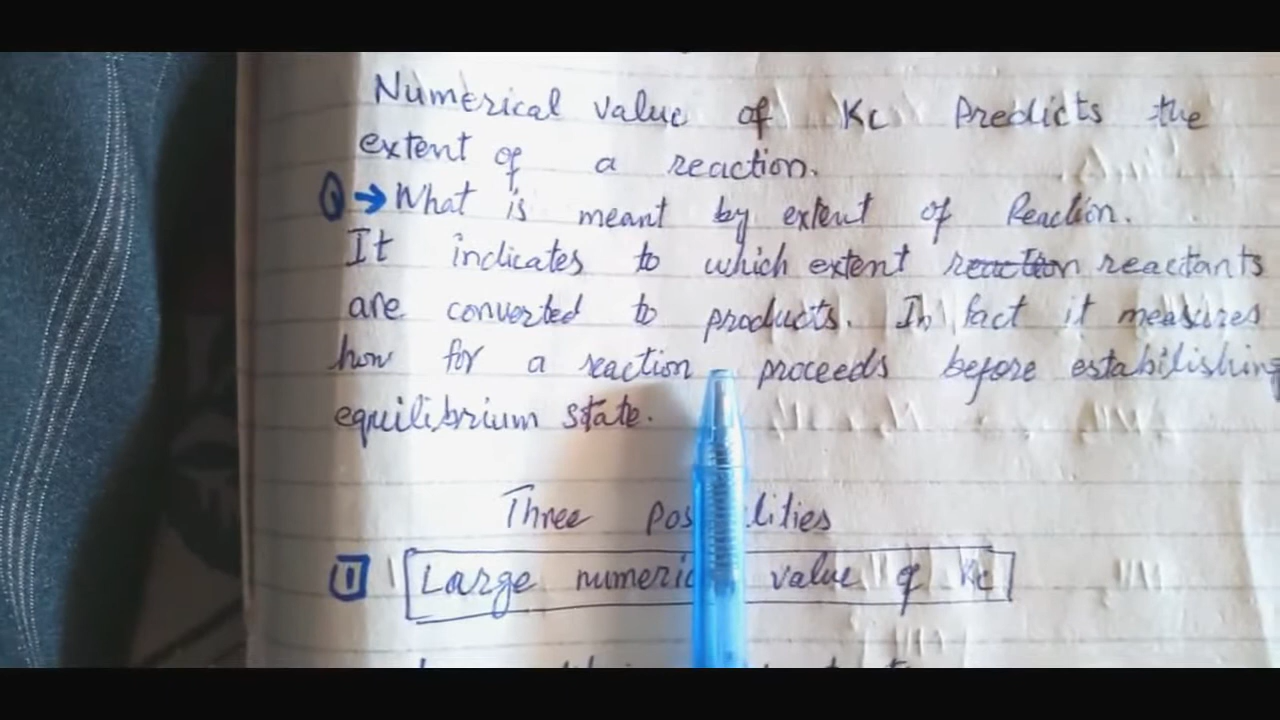 Numerical value of Kc Predicts the
extent of a reaction.
Q → What is meant by extent of Reaction.
It indicates to which extent reaction reactants
are converted to products. In fact it measures
how for a reaction proceeds before estabilishing
equilibrium state.
Three
1 Large value of Kc